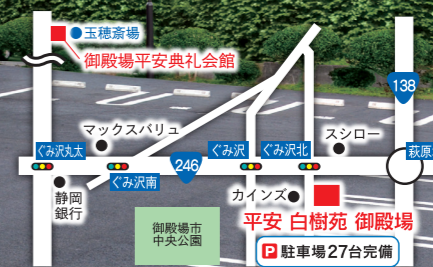 玉穂斎場
御殿場平安典礼会館
138
マックスバリュ
スシロー
ぐみ沢丸太
ぐみ沢
ぐみ沢北
萩原
246
ぐみ沢南
静岡
銀行
カインズ
平安 白樹苑 御殿場
御殿場市
中央公園
P 駐車場27台完備